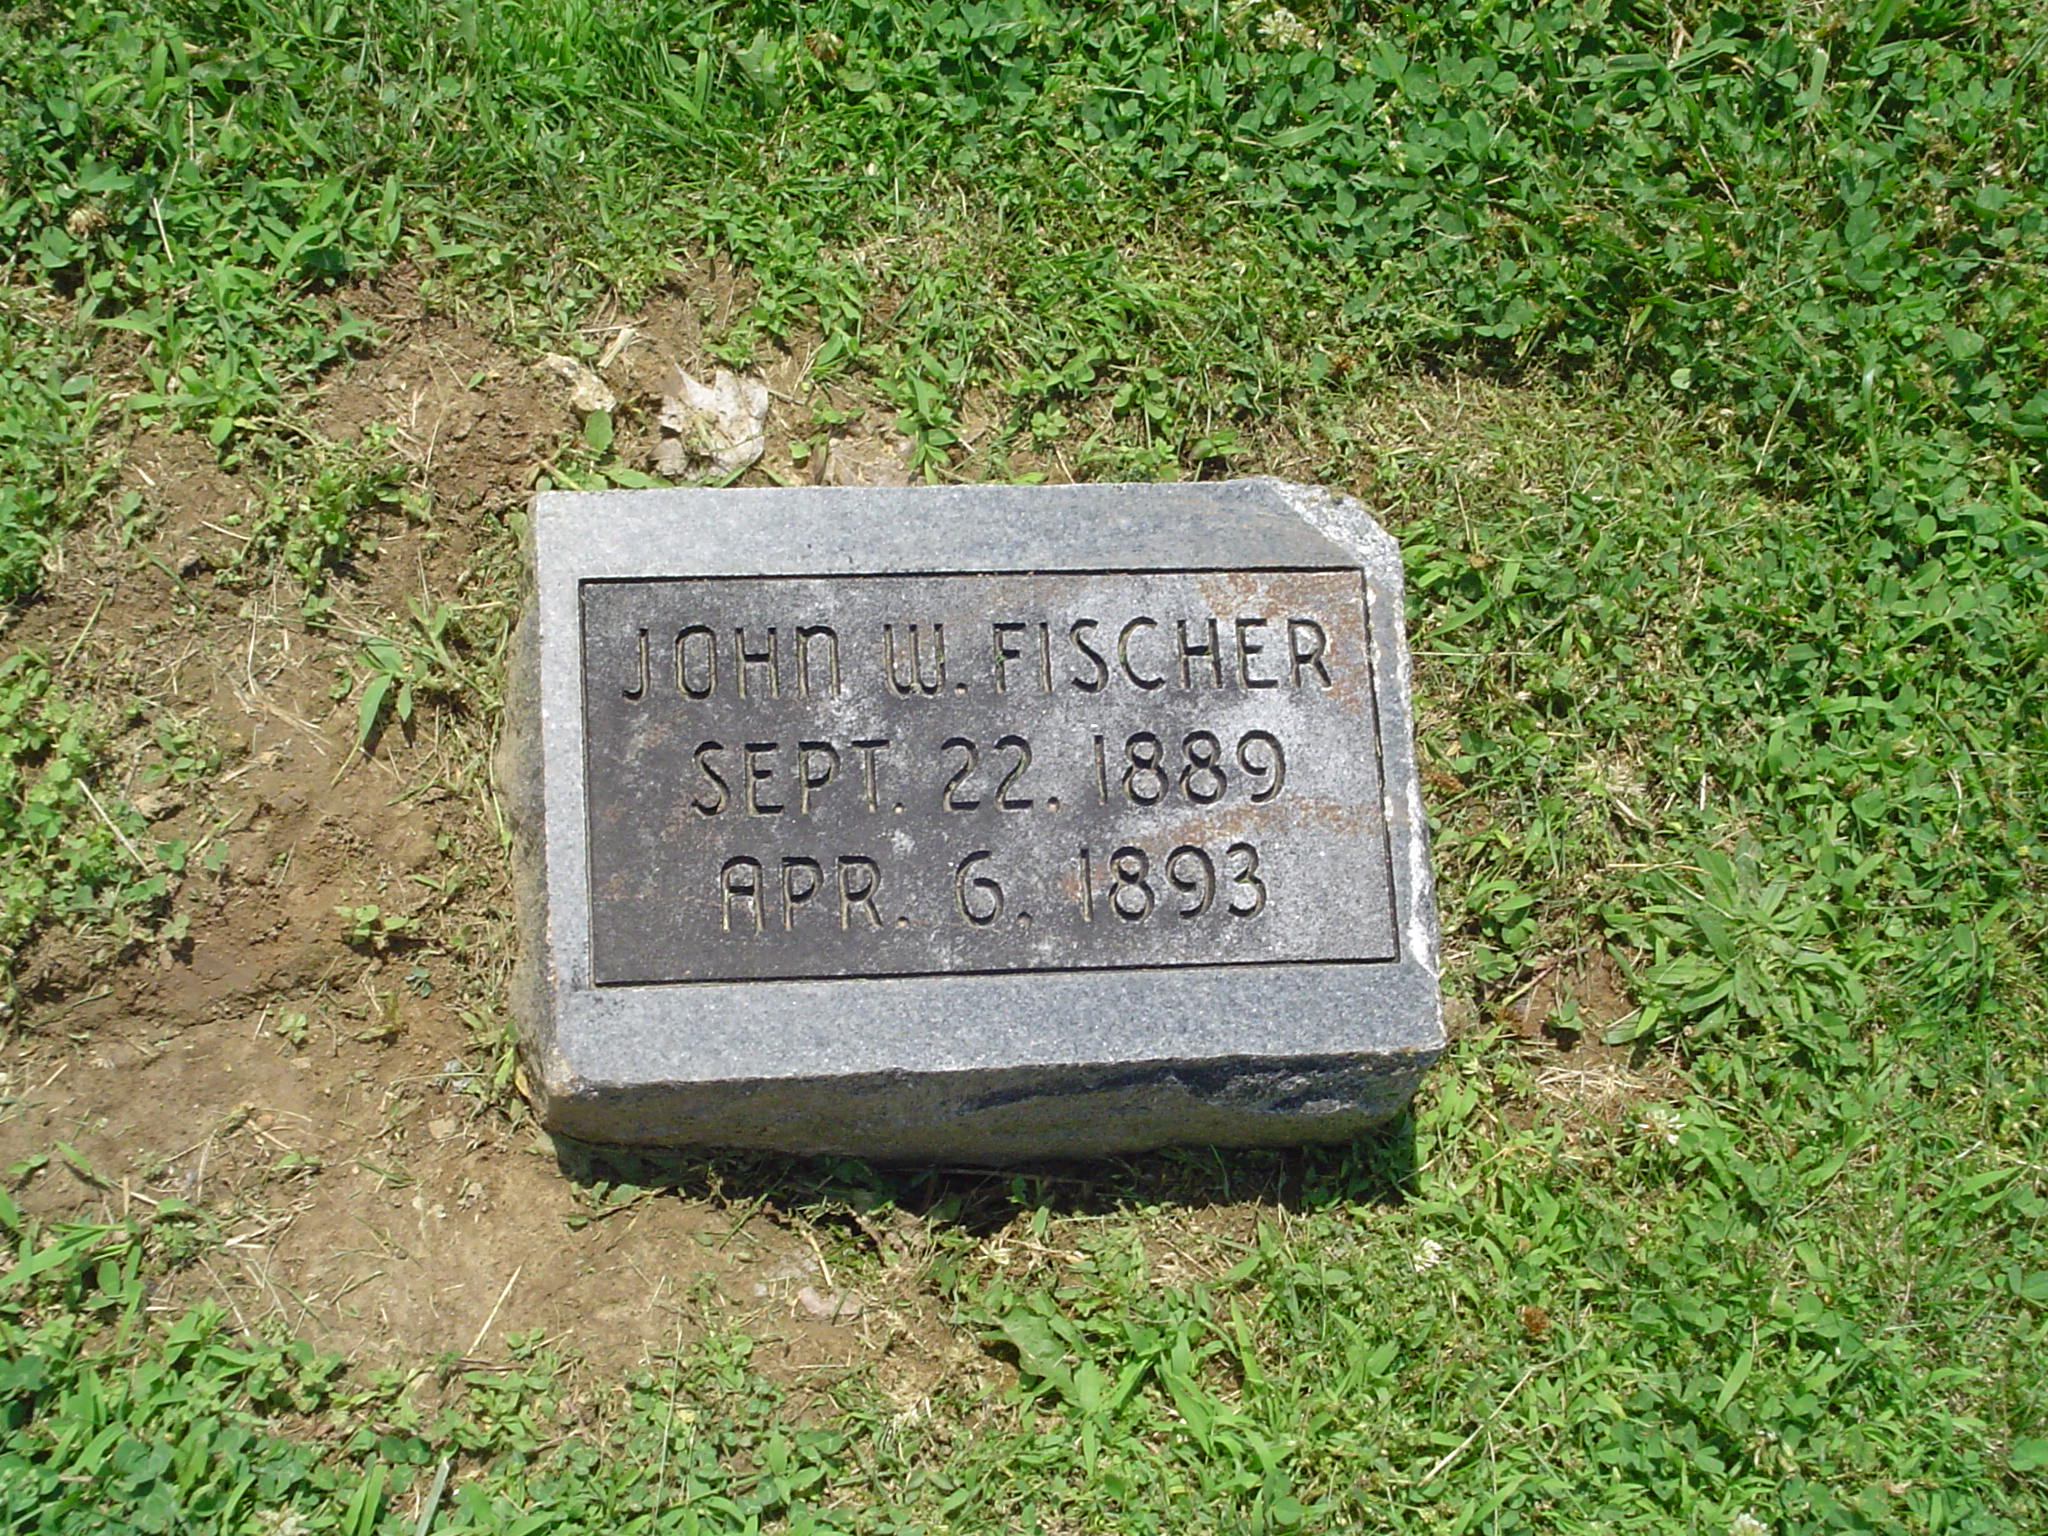 JOHN W. FISCHER
SEPT. 22. 1889
APR. 6. 1893